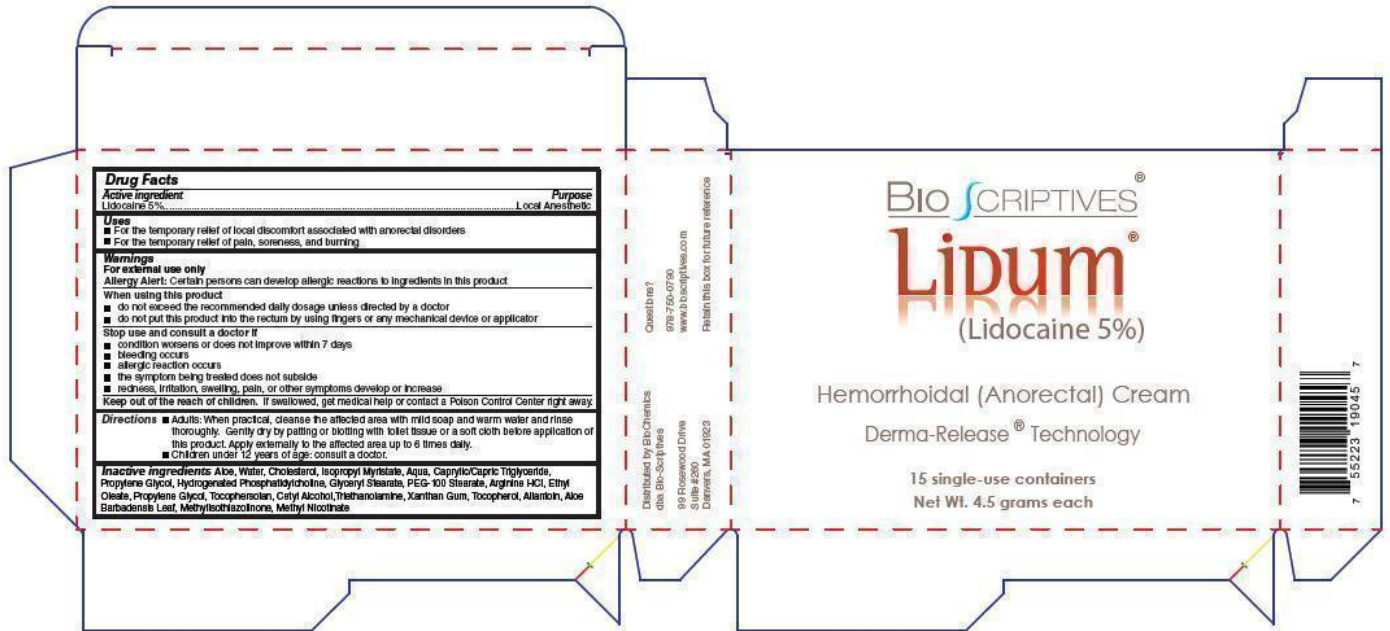 Drug Facts
Active ingredient Purpose
Lidocaine 5%.......................................................................................................Local Anesthetic
Uses
■ For the temporary relief of local discomfort associated with anorectal disorders
■ For the temporary relief of pain, soreness, and burning
Warnings
For external use only
Allergy Alert: Certain persons can develop allergic reactions to ingredients in this product
When using this product
■ do not exceed the recommended daily dosage unless directed by a doctor
■ do not put this product into the rectum by using fingers or any mechanical device or applicator
Stop use and consult a doctor if
■ condition worsens or does not improve within 7 days
■ bleeding occurs
■ allergic reaction occurs
■ the symptom being treated does not subside
■ redness, irritation, swelling, pain, or other symptoms develop or increase
Keep out of the reach of children. If swallowed, get medical help or contact a Poison Control Center right away.
Directions ■ Adults: When practical, cleanse the affected area with mild soap and warm water and rinse
thoroughly. Gently dry by patting or blotting with toilet tissue or a soft cloth before application of
this product. Apply externally to the affected area up to 6 times daily.
■ Children under 12 years of age: consult a doctor.
Inactive ingredients Aloe, Water, Cholesterol, Isopropyl Myristate, Aqua, Caprylic/Capric Triglyceride,
Propylene Glycol, Hydrogenated Phosphatidylcholine, Glyceryl Stearate, PEG-100 Stearate, Arginine HCl, Ethyl
Oleate, Propylene Glycol, Tocophersolan, Cetyl Alcohol,Triethanolamine, Xanthan Gum, Tocopherol, Allantoin, Aloe
Barbadensis Leaf, Methylisothiazolinone, Methyl Nicotinate
Questions?
978-750-0790
www.bioscriptives.com
Retain this box for future reference
Distributed by BioChemics
dba Bio-Scriptives
99 Rosewood Drive
Suite #260
Danvers, MA 01923
BIO SCRIPTIVES®
LIDUM®
(Lidocaine 5%)
Hemorrhoidal (Anorectal) Cream
Derma-Release® Technology
15 single-use containers
Net Wt. 4.5 grams each
7 55223 19045 7